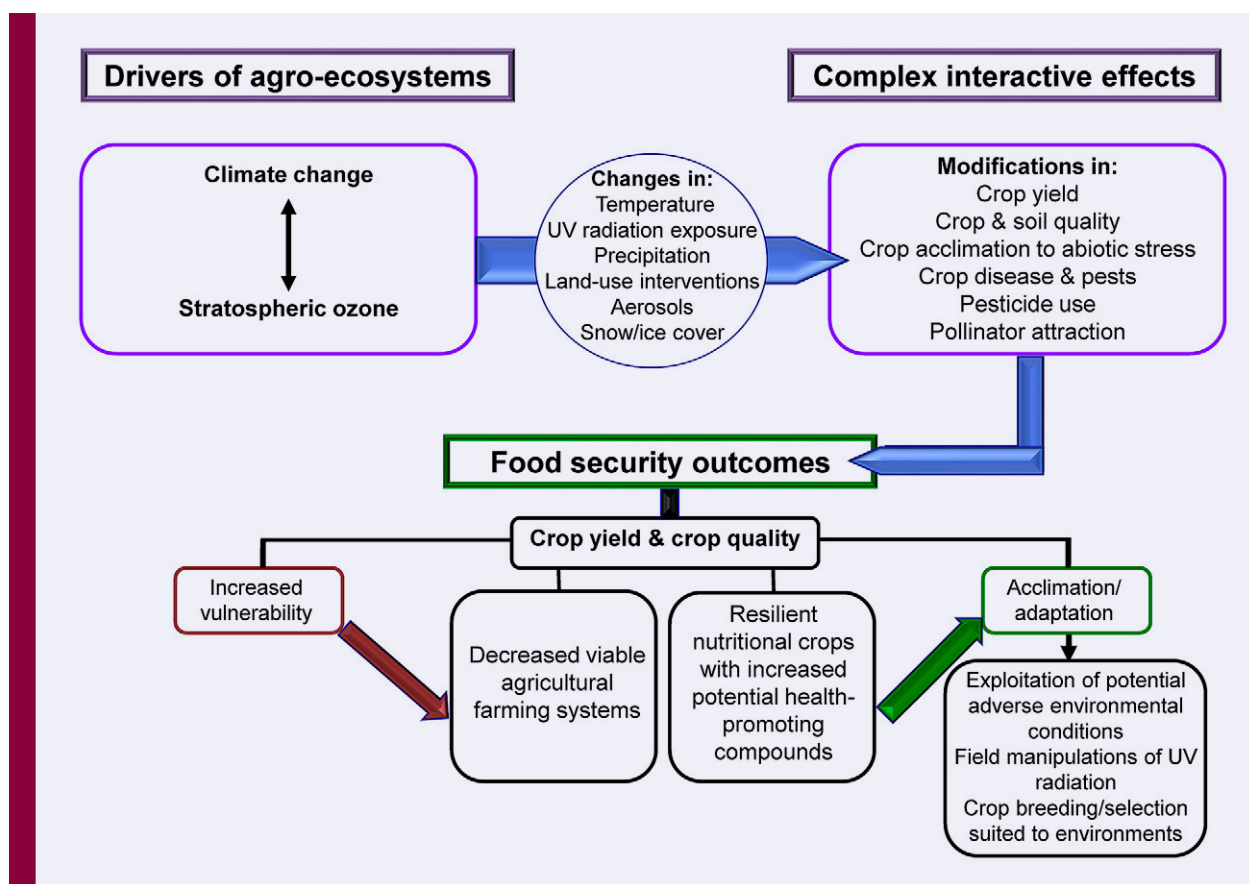 Drivers of agro-ecosystems
Complex interactive effects
Climate change
Stratospheric ozone
Changes in:
Temperature
UV radiation exposure
Precipitation
Land-use interventions
Aerosols
Snow/ice cover
Modifications in:
Crop yield
Crop & soil quality
Crop acclimation to abiotic stress
Crop disease & pests
Pesticide use
Pollinator attraction
Food security outcomes
Crop yield & crop quality
Increased
vulnerability
Decreased viable
agricultural
farming systems
Resilient
nutritional crops
with increased
potential health-
promoting
compounds
Acclimation/
adaptation
Exploitation of potential
adverse environmental
conditions
Field manipulations of UV
radiation
Crop breeding/selection
suited to environments